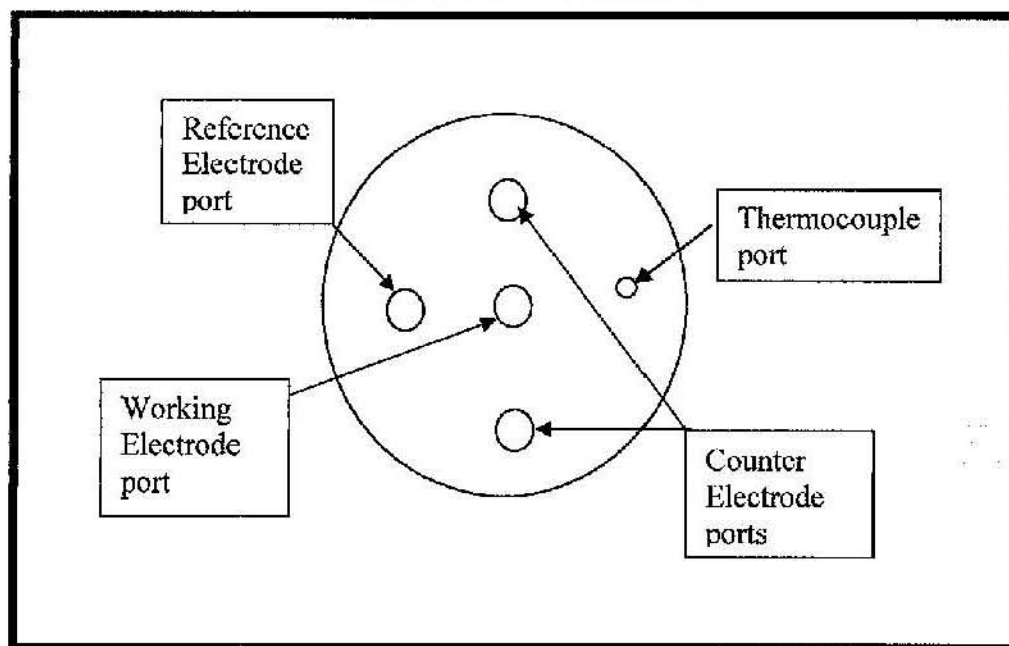 Reference
Electrode
port
Thermocouple
port
Working
Electrode
port
Counter
Electrode
ports